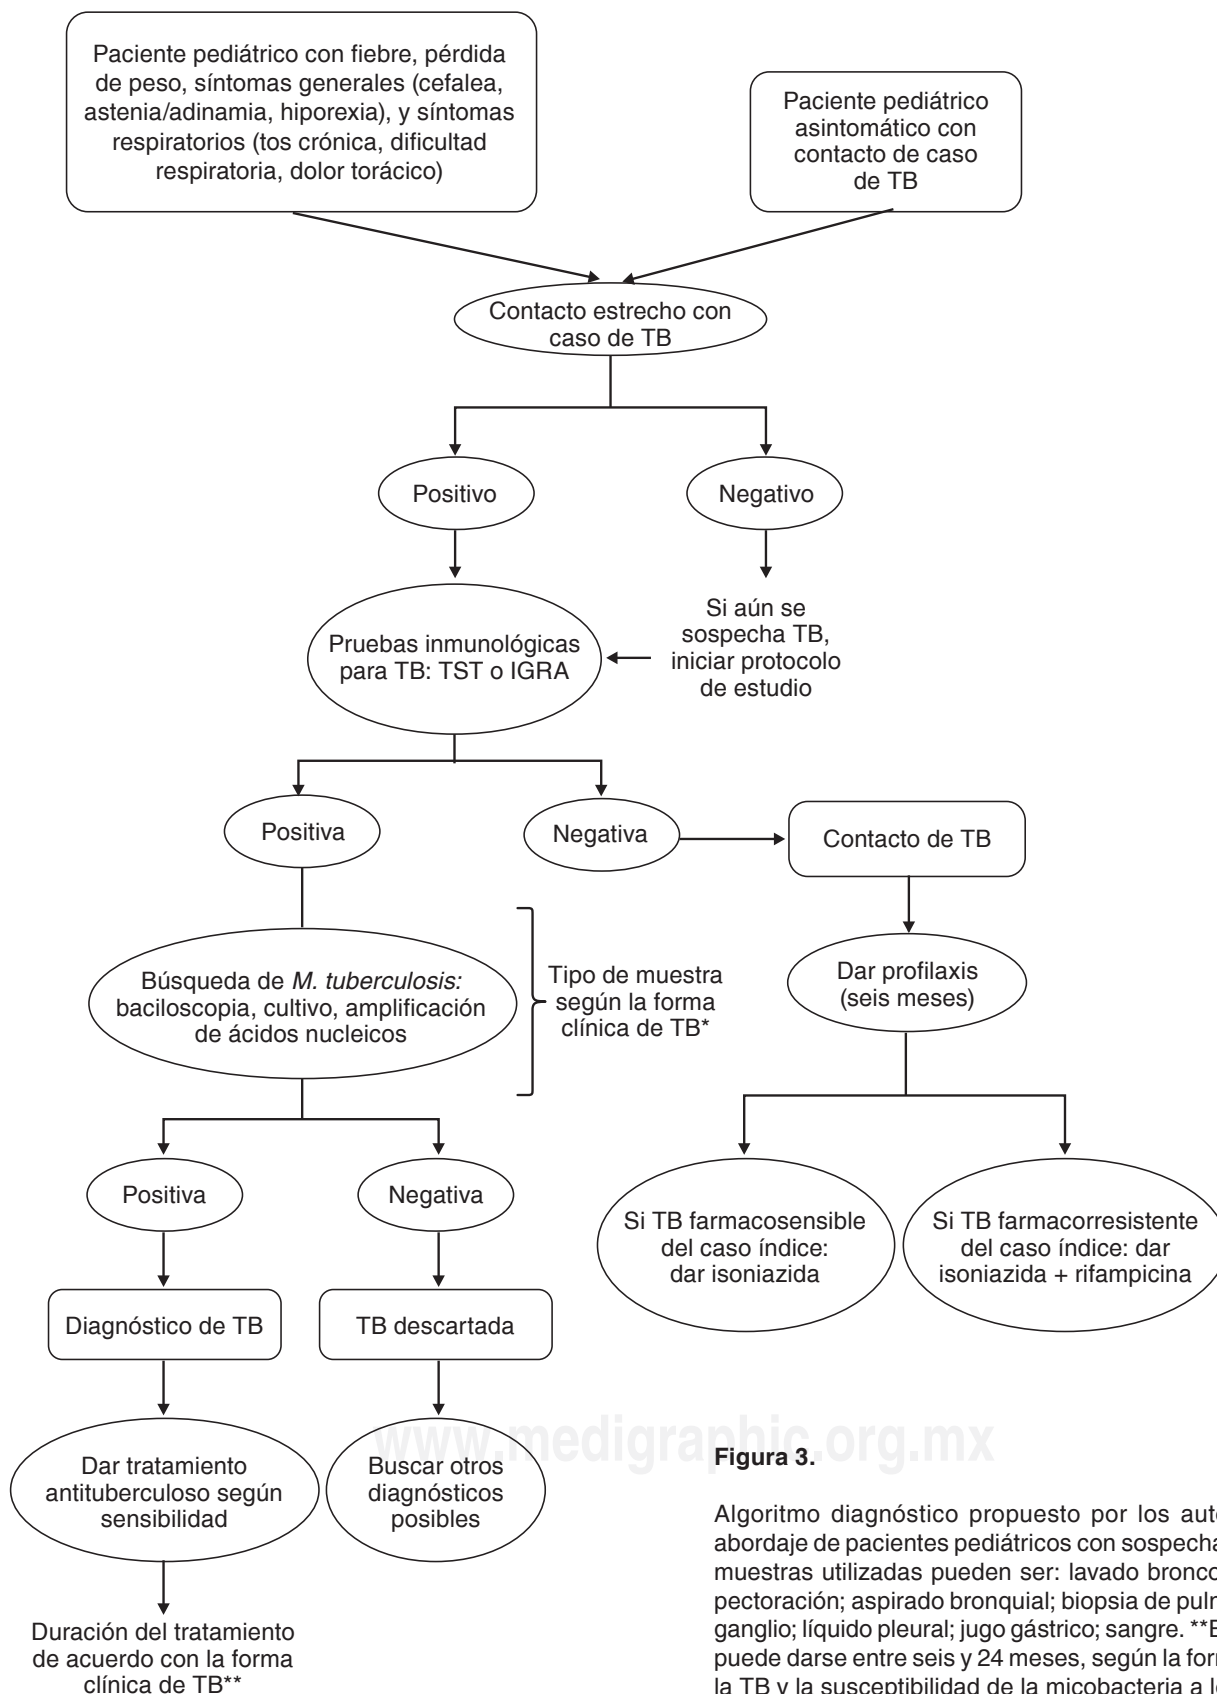 Paciente pediátrico con fiebre, pérdida
de peso, síntomas generales (cefalea,
astenia/adinamia, hiporexia), y síntomas
respiratorios (tos crónica, dificultad
respiratoria, dolor torácico)
Paciente pediátrico
asintomático con
contacto de caso
de TB
Contacto estrecho con
caso de TB
Positivo
Negativo
Pruebas inmunológicas
para TB: TST o IGRA
Si aún se
sospecha TB,
iniciar protocolo
de estudio
Positiva
Negativa
Contacto de TB
Búsqueda de M. tuberculosis:
baciloscopia, cultivo, amplificación
de ácidos nucleicos
Tipo de muestra
según la forma
clínica de TB*
Dar profilaxis
(seis meses)
Positiva
Negativa
Si TB farmacosensible
del caso índice:
dar isoniazida
Si TB farmacorresistente
del caso índice: dar
isoniazida + rifampicina
Diagnóstico de TB
TB descartada
Dar tratamiento
antituberculoso según
sensibilidad
Buscar otros
diagnósticos
posibles
Duración del tratamiento
de acuerdo con la forma
clínica de TB**
www.medigraphic.org.mx
Figura 3.
Algoritmo diagnóstico propuesto por los
abordaje de pacientes pediátricos con sospecha
muestras utilizadas pueden ser: lavado
pectoración; aspirado bronquial; biopsia de
ganglio; líquido pleural; jugo gástrico; sangre.
puede darse entre seis y 24 meses, según la
la TB y la susceptibilidad de la micobacteria a